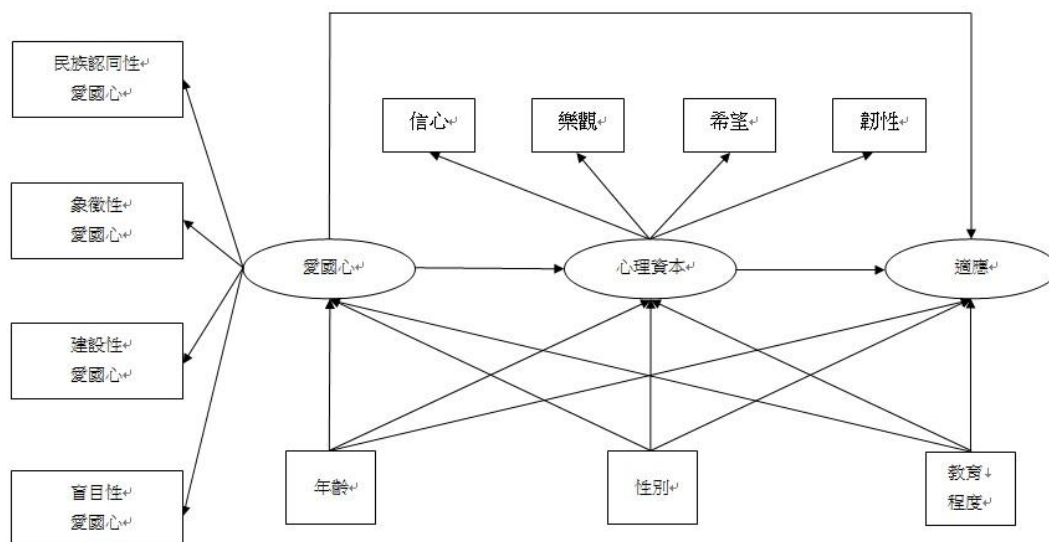 民族認同性
愛國心
信心
樂觀
希望
韌性
象徵性
愛國心
愛國心
心理資本
適應
建設性
愛國心
盲目性
愛國心
年齡
性別
教育
程度